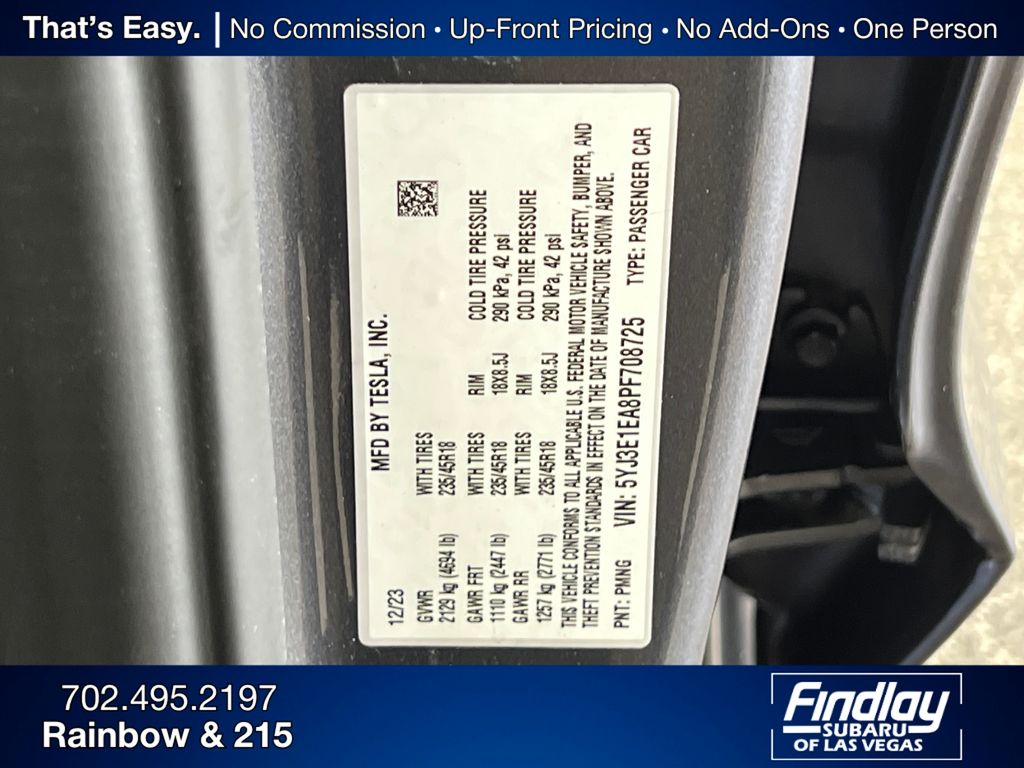 That's Easy. | No Commission • Up-Front Pricing • No Add-Ons • One Person
MFD BY TESLA, INC.
12/23
GVWR WITH TIRES
2129 kg (4694 lb) 235/45R18
GAWR FRT WITH TIRES RIM COLD TIRE PRESSURE
1110 kg (2447 lb) 235/45R18 18X8.5J 290 kPa, 42 psi
GAWR RR WITH TIRES RIM COLD TIRE PRESSURE
1257 kg (2771 lb) 235/45R18 18X8.5J 290 kPa, 42 psi
THIS VEHICLE CONFORMS TO ALL APPLICABLE U.S. FEDERAL MOTOR VEHICLE SAFETY, BUMPER, AND
THEFT PREVENTION STANDARDS IN EFFECT ON THE DATE OF MANUFACTURE SHOWN ABOVE.
PNT: PMNG VIN: 5YJ3E1EA8PF708725 TYPE: PASSENGER CAR
702.495.2197
Rainbow & 215
Findlay
SUBARU
OF LAS VEGAS